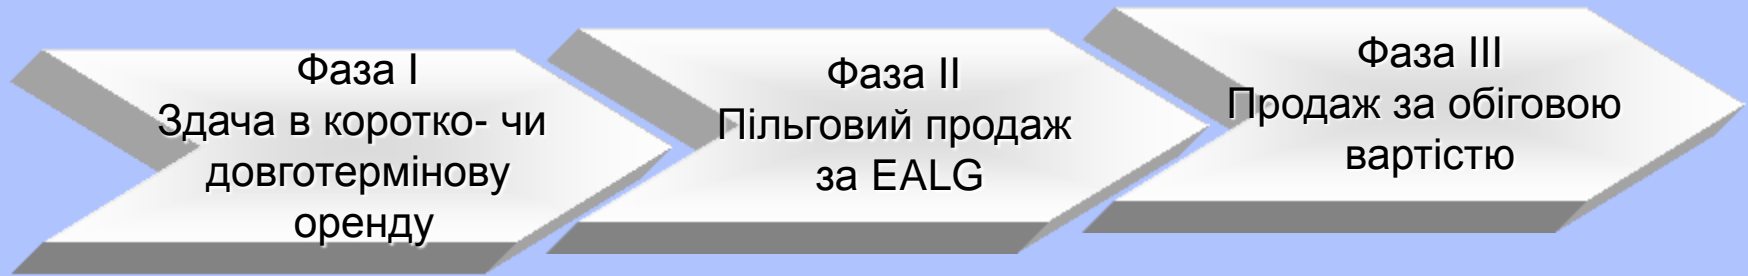 Фаза I
Здача в коротко- чи
довготермінову
оренду
Фаза II
Пільговий продаж
за EALG
Фаза III
Продаж за обіговою
вартістю